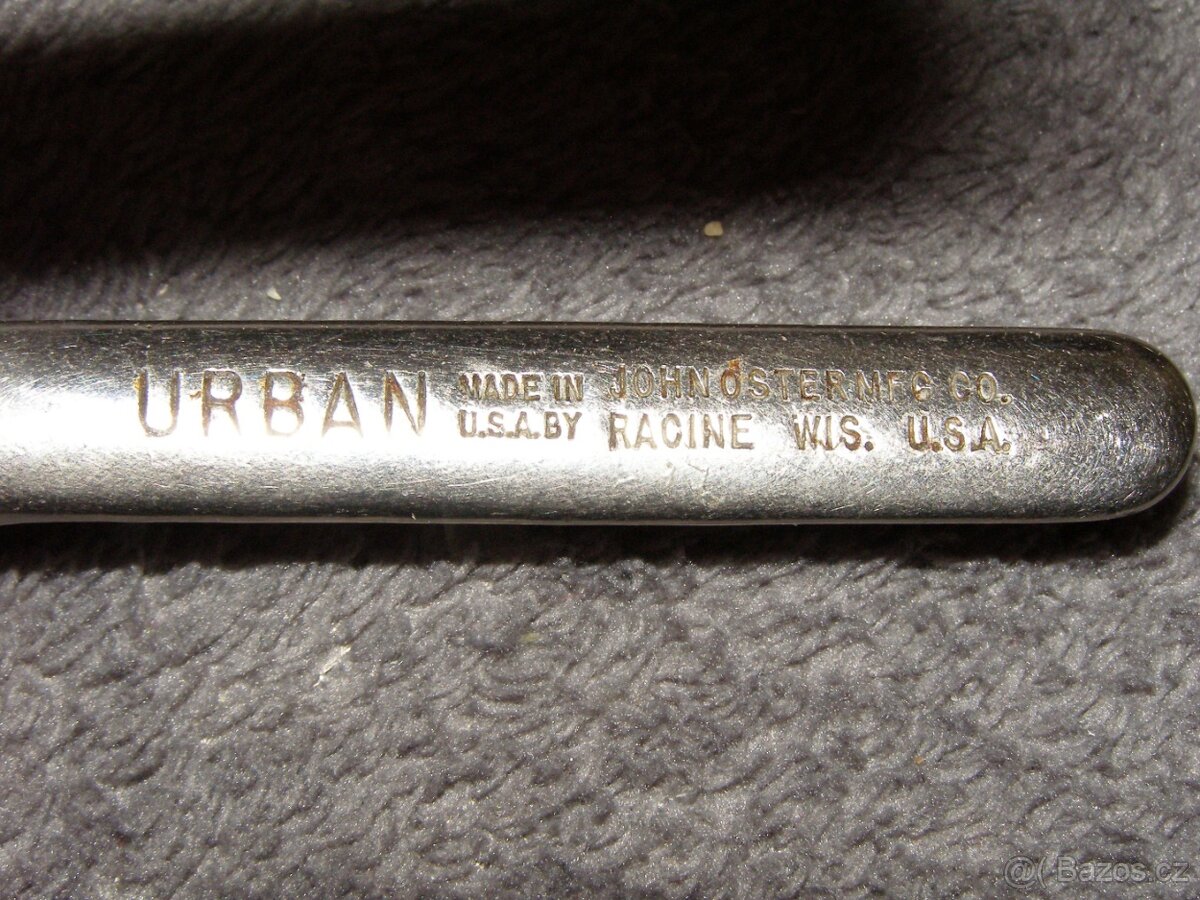 URBAN
MADE IN
U.S.A. BY
JOHN OSTER MFG CO.
RACINE WIS. U.S.A.
@( Bazos.cz